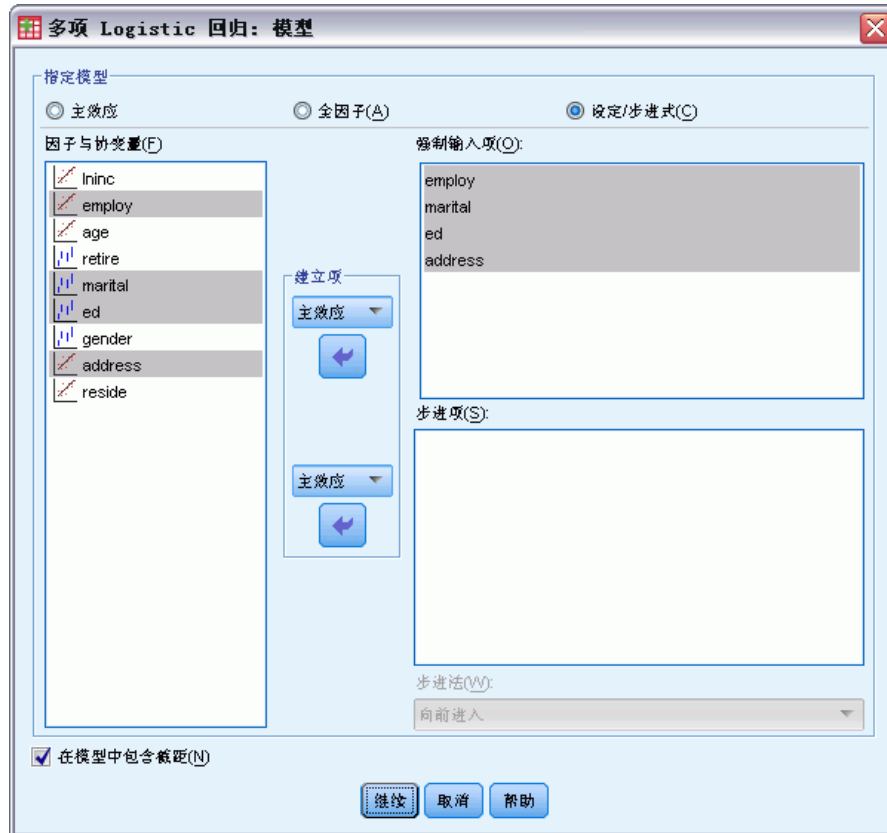 多项 Logistic 回归: 模型
指定模型
主效应
全因子(A)
设定/步进式(C)
因子与协变量(F)
lninc
employ
age
retire
marital
ed
gender
address
reside
建立项
主效应
主效应
强制输入项(O):
employ
marital
ed
address
步进项(S):
步进法(W):
向前进入
在模型中包含截距(N)
继续
取消
帮助